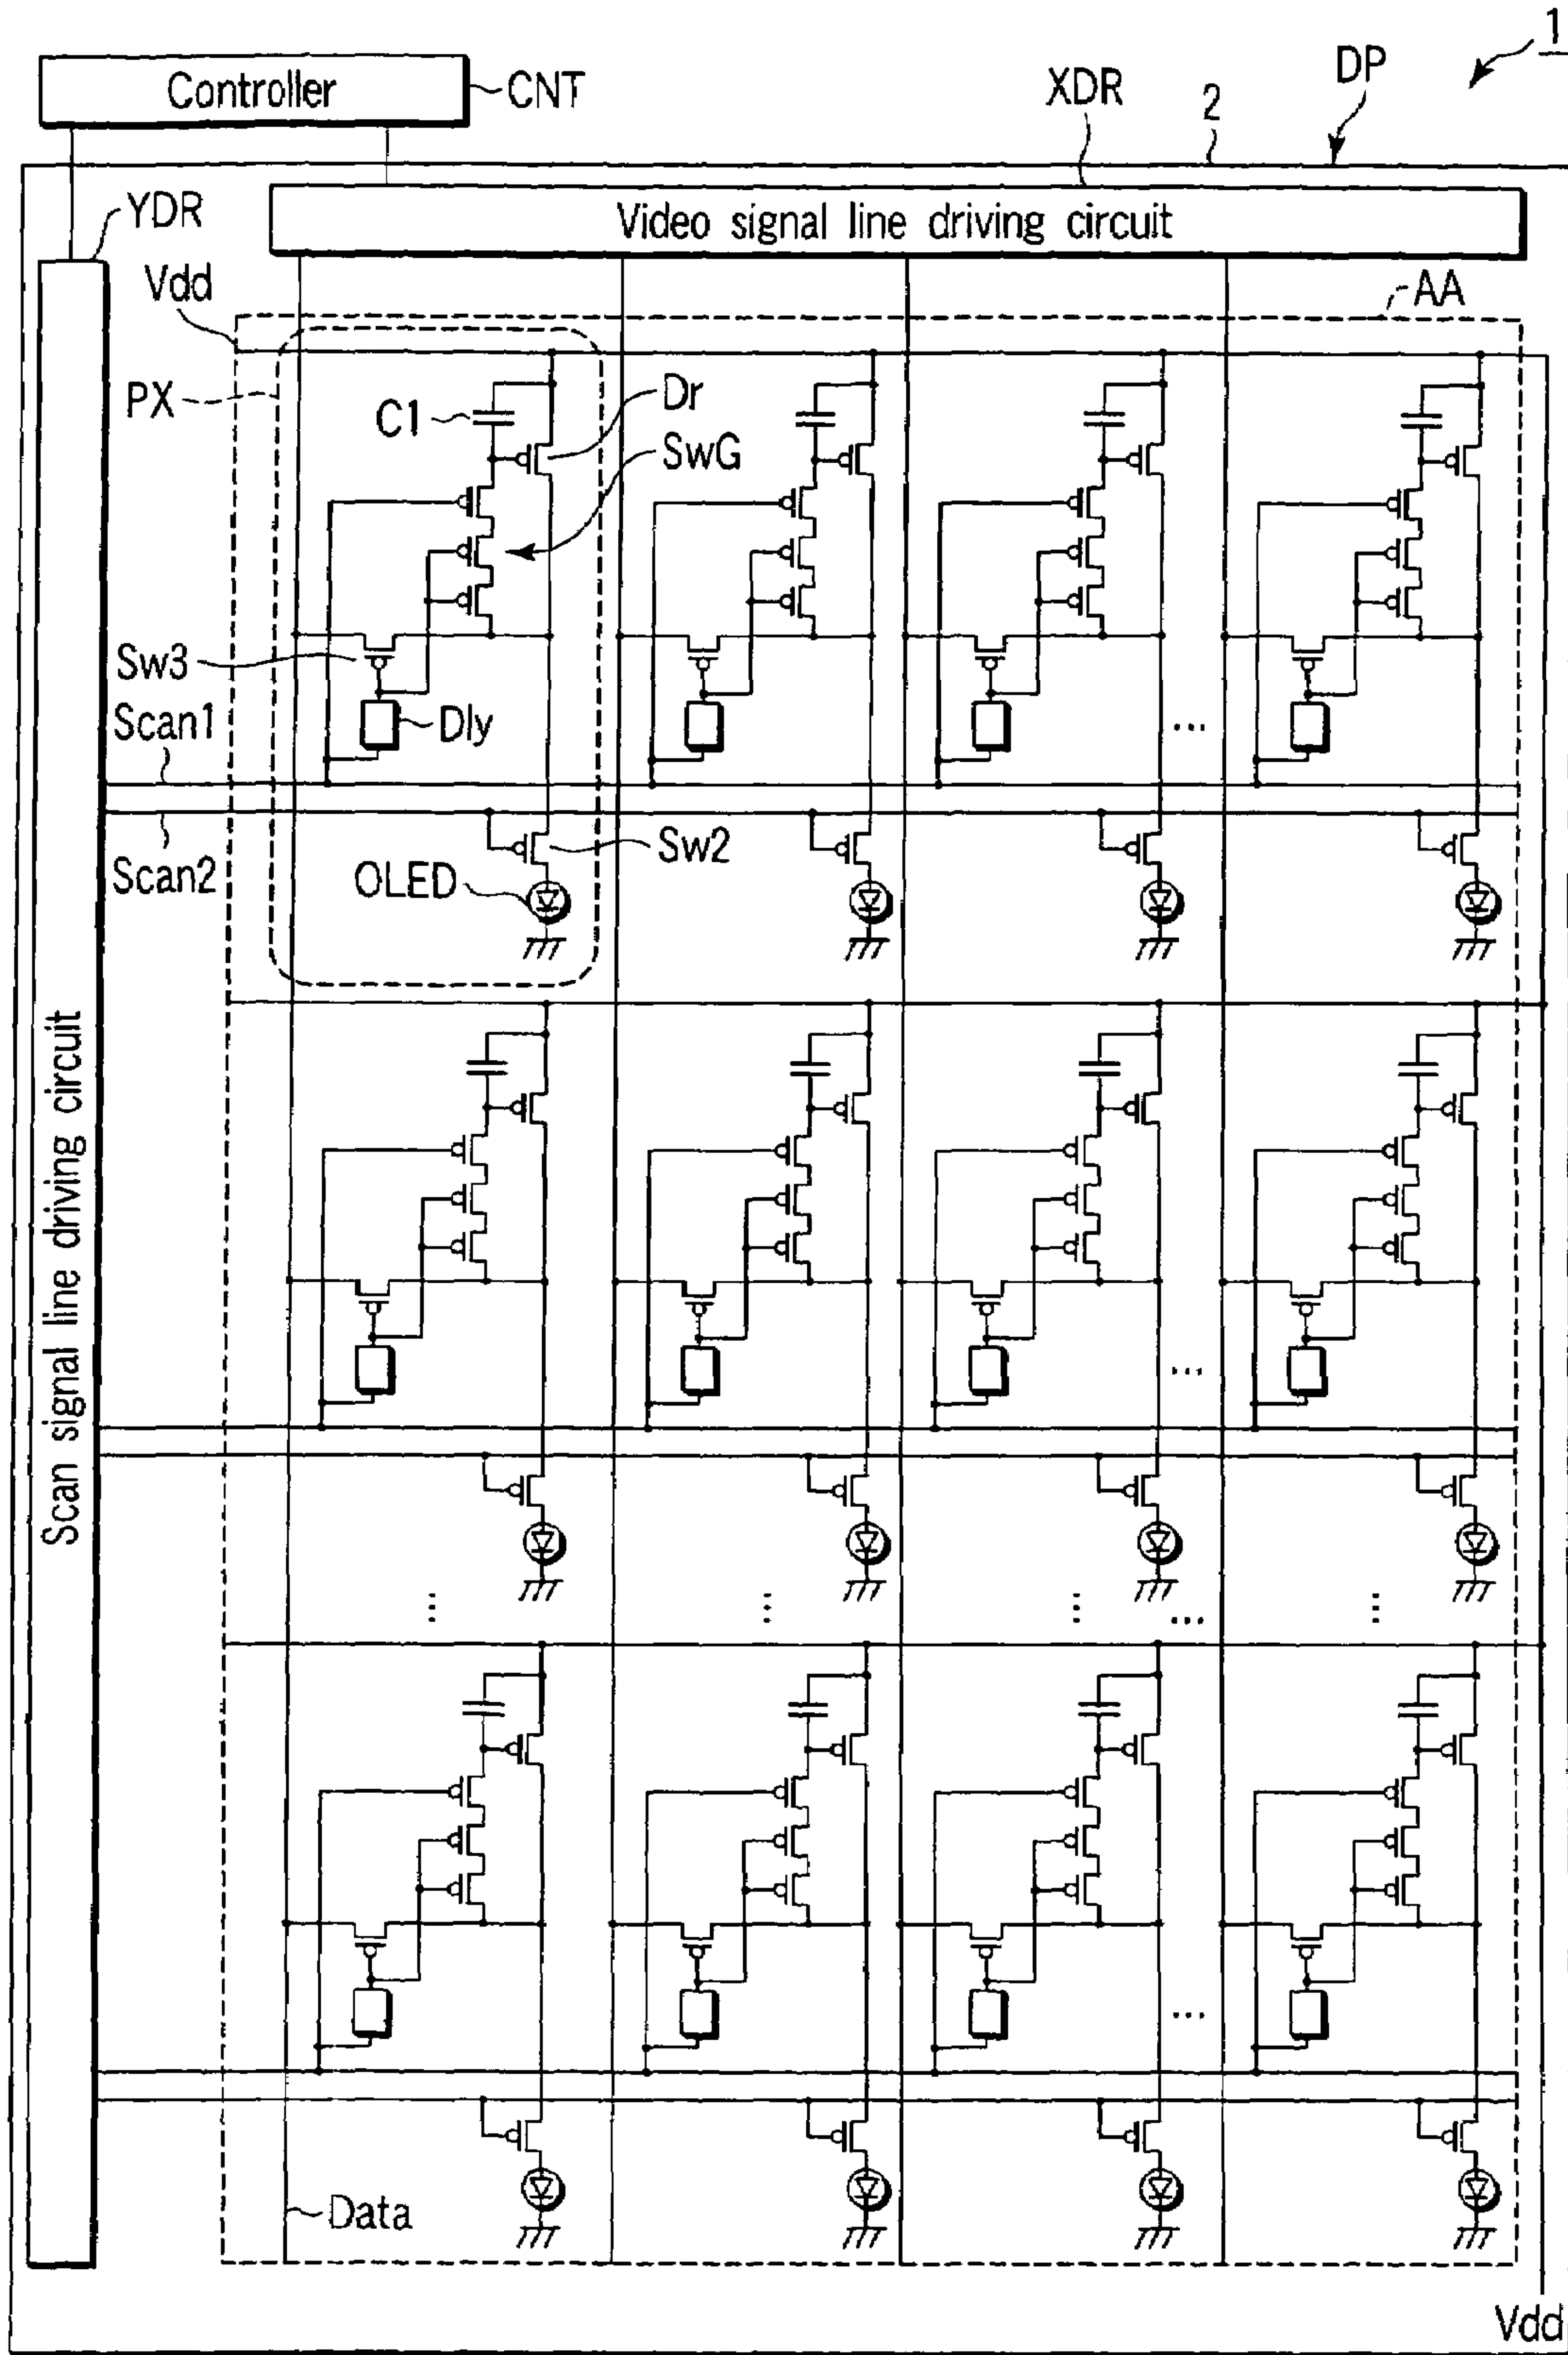 1
Controller
CNT
XDR
2
DP
YDR
Video signal line driving circuit
Vdd
AA
PX
C1
Dr
SwG
Sw3
Scan1
Dly
...
Scan2
Sw2
OLED
Scan signal line driving circuit
...
...
...
...
...
...
...
Data
Vdd